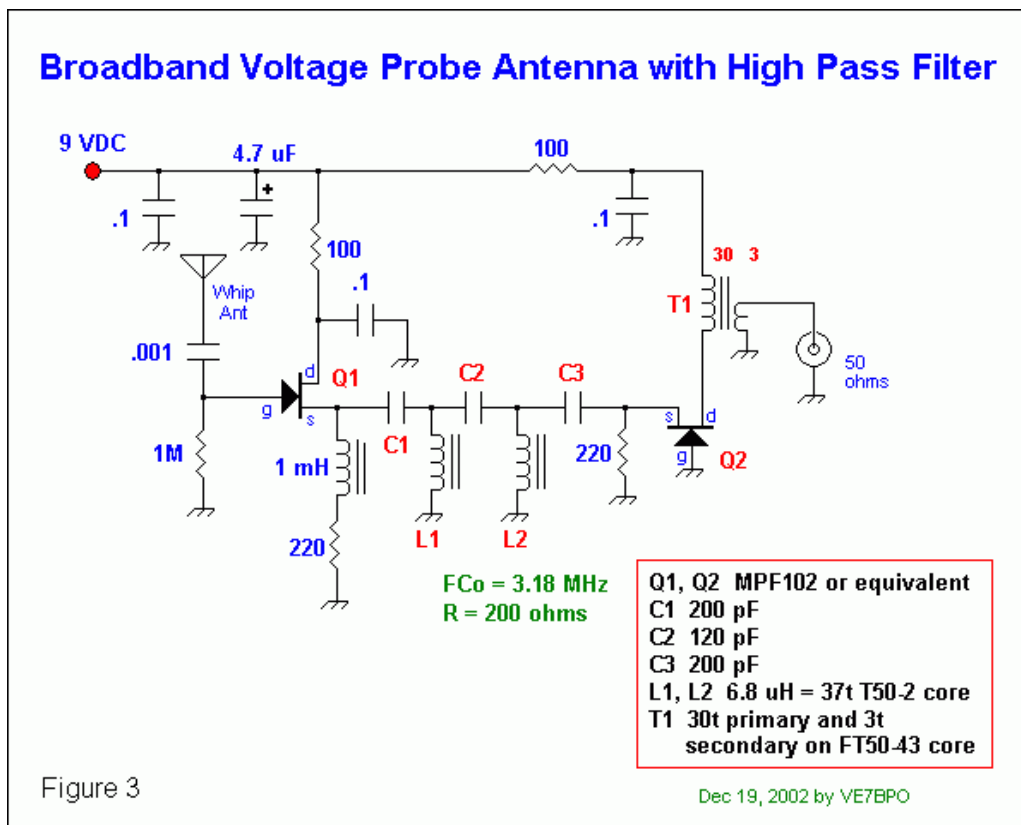 Broadband Voltage Probe Antenna with High Pass Filter
9 VDC
4.7 uF
+
100
.1
.1
100
30 3
Whip
Ant
.1
T1
.001
d
Q1
C2
C3
50
ohms
g
s
s
d
1M
1 mH
C1
220
g
Q2
220
L1
L2
FCo = 3.18 MHz
R = 200 ohms
Q1, Q2 MPF102 or equivalent
C1 200 pF
C2 120 pF
C3 200 pF
L1, L2 6.8 uH = 37t T50-2 core
T1 30t primary and 3t
secondary on FT50-43 core
Figure 3
Dec 19, 2002 by VE7BPO